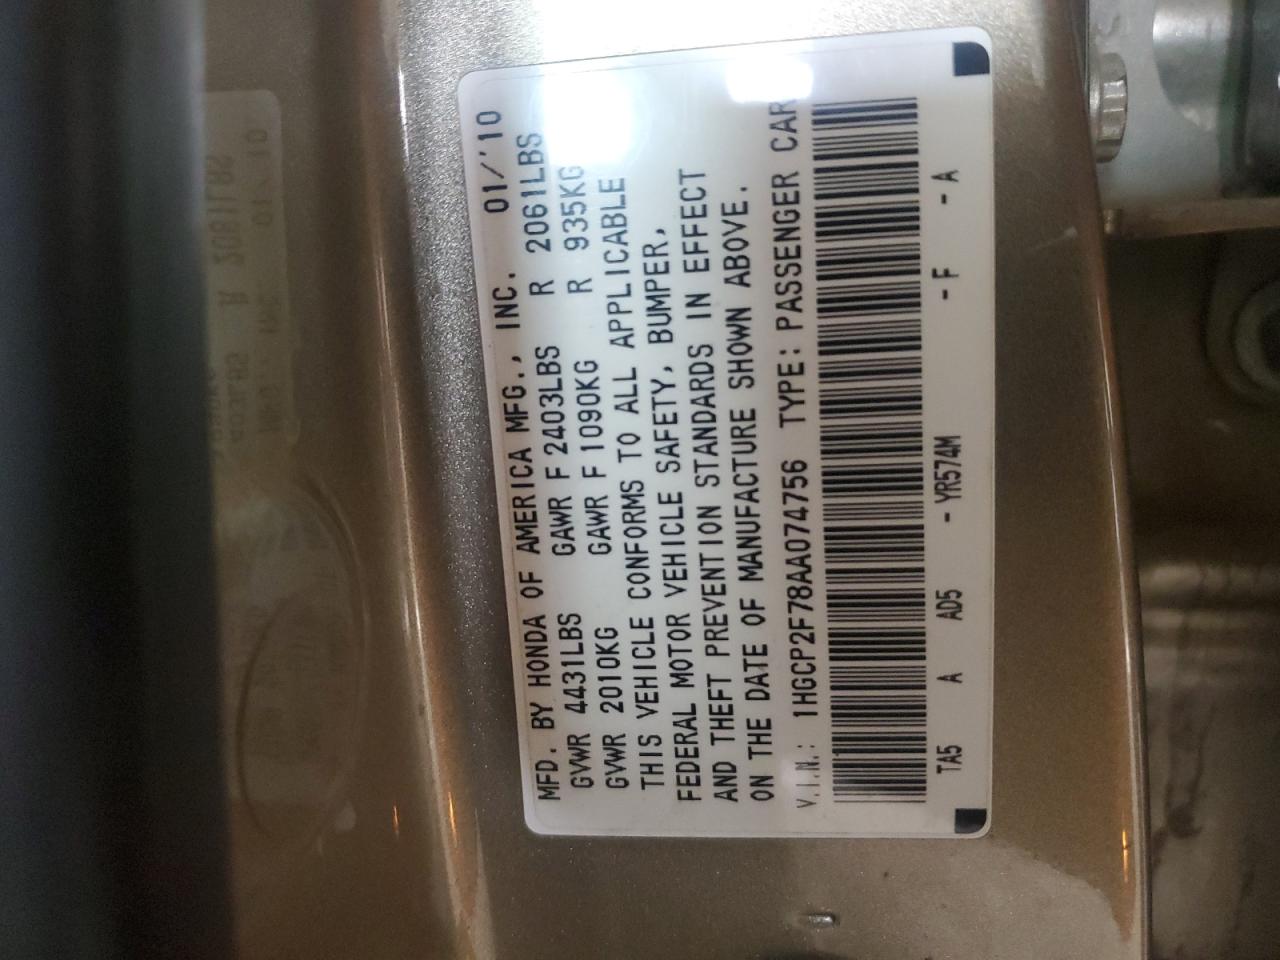 MFD. BY HONDA OF AMERICA MFG., INC. 01/'10
GVWR 4431LBS GAWR F 2403LBS R 2061LBS
GVWR 2010KG GAWR F 1090KG R 935KG
THIS VEHICLE CONFORMS TO ALL APPLICABLE
FEDERAL MOTOR VEHICLE SAFETY, BUMPER,
AND THEFT PREVENTION STANDARDS IN EFFECT
ON THE DATE OF MANUFACTURE SHOWN ABOVE.
V.I.N.: 1HGCP2F78AA074756 TYPE: PASSENGER CAR
TA5 A AD5 - YR574M - F - A